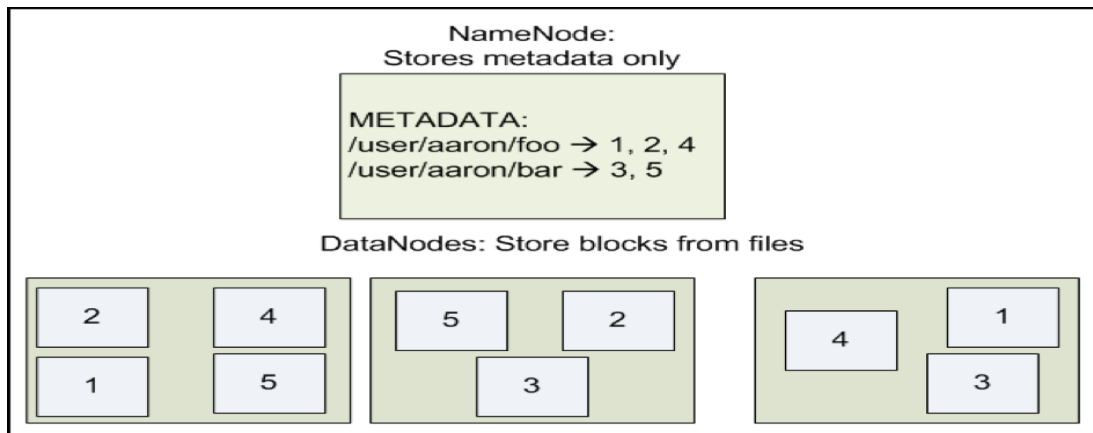 NameNode:
Stores metadata only
METADATA:
/user/aaron/foo → 1, 2, 4
/user/aaron/bar → 3, 5
DataNodes: Store blocks from files
2
4
1
5
5
2
3
4
1
3